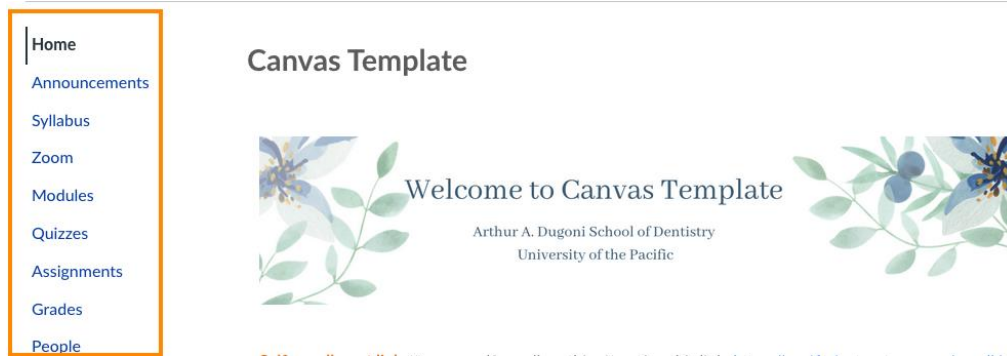 Home
Announcements
Syllabus
Zoom
Modules
Quizzes
Assignments
Grades
People
Canvas Template
Welcome to Canvas Template
Arthur A. Dugoni School of Dentistry
University of the Pacific